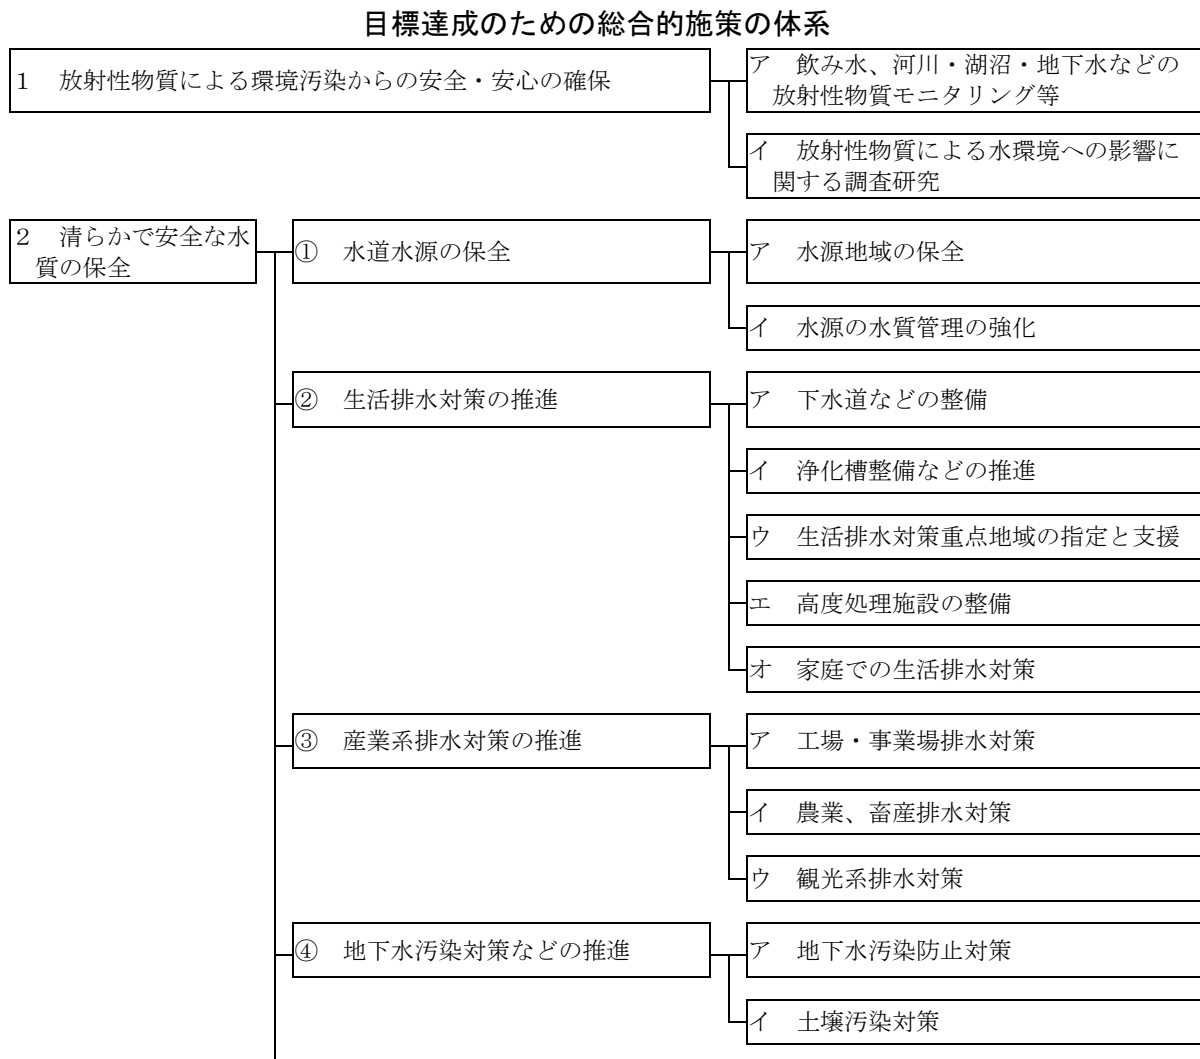 目標達成のための総合的施策の体系
１　放射性物質による環境汚染からの安全・安心の確保
ア　飲み水、河川・湖沼・地下水などの
放射性物質モニタリング等
イ　放射性物質による水環境への影響に
関する調査研究
２　清らかで安全な水
質の保全
①　水道水源の保全
ア　水源地域の保全
イ　水源の水質管理の強化
②　生活排水対策の推進
ア　下水道などの整備
イ　浄化槽整備などの推進
ウ　生活排水対策重点地域の指定と支援
エ　高度処理施設の整備
オ　家庭での生活排水対策
③　産業系排水対策の推進
ア　工場・事業場排水対策
イ　農業、畜産排水対策
ウ　観光系排水対策
④　地下水汚染対策などの推進
ア　地下水汚染防止対策
イ　土壌汚染対策